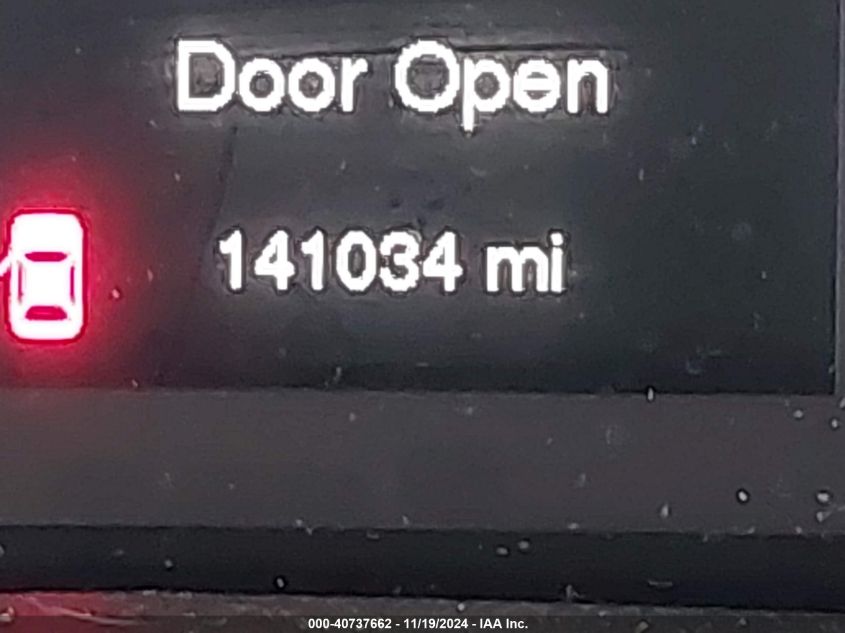 Door Open
141034 mi
000-40737662 - 11/19/2024 - IAA Inc.